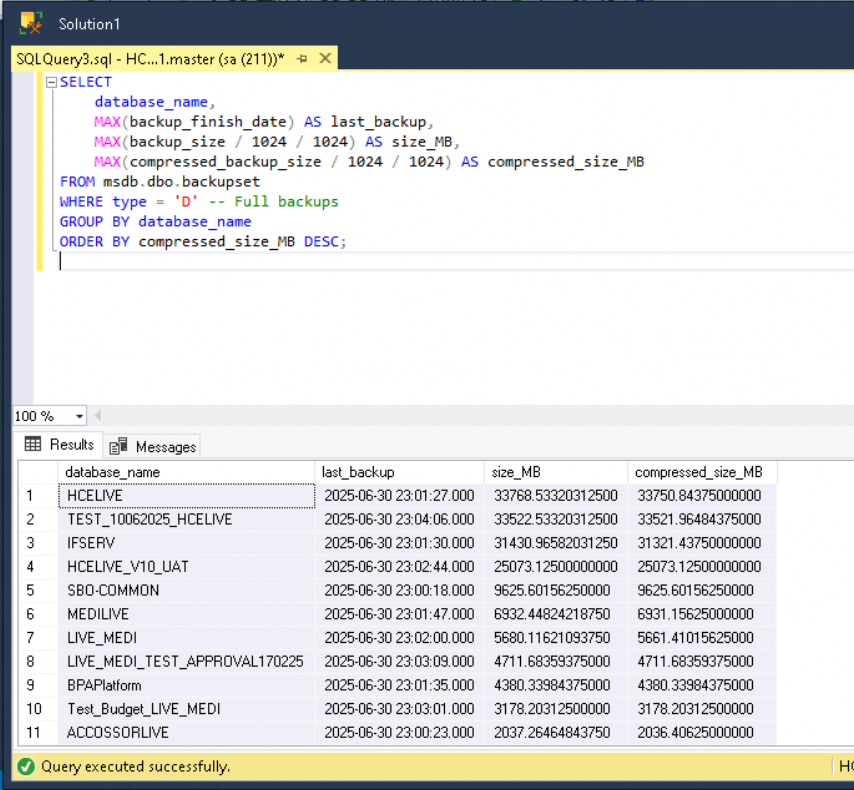 Solution1
SQLQuery3.sql - HC...1.master (sa (211))*
SELECT
database_name,
MAX(backup_finish_date) AS last_backup,
MAX(backup_size / 1024 / 1024) AS size_MB,
MAX(compressed_backup_size / 1024 / 1024) AS compressed_size_MB
FROM msdb.dbo.backupset
WHERE type = 'D' -- Full backups
GROUP BY database_name
ORDER BY compressed_size_MB DESC;
100 %
Results Messages
database_name last_backup size_MB compressed_size_MB
1 HCELIVE 2025-06-30 23:01:27.000 33768.53320312500 33750.84375000000
2 TEST_10062025_HCELIVE 2025-06-30 23:04:06.000 33522.53320312500 33521.96484375000
3 IFSERV 2025-06-30 23:01:30.000 31430.96582031250 31321.43750000000
4 HCELIVE_V10_UAT 2025-06-30 23:02:44.000 25073.12500000000 25073.12500000000
5 SBO-COMMON 2025-06-30 23:00:18.000 9625.60156250000 9625.60156250000
6 MEDILIVE 2025-06-30 23:01:47.000 6932.44824218750 6931.15625000000
7 LIVE_MEDI 2025-06-30 23:02:00.000 5680.11621093750 5661.41015625000
8 LIVE_MEDI_TEST_APPROVAL170225 2025-06-30 23:03:09.000 4711.68359375000 4711.68359375000
9 BPAPlatform 2025-06-30 23:01:35.000 4380.33984375000 4380.33984375000
10 Test_Budget_LIVE_MEDI 2025-06-30 23:03:01.000 3178.20312500000 3178.20312500000
11 ACCOSSORLIVE 2025-06-30 23:00:23.000 2037.26464843750 2036.40625000000
Query executed successfully. HC